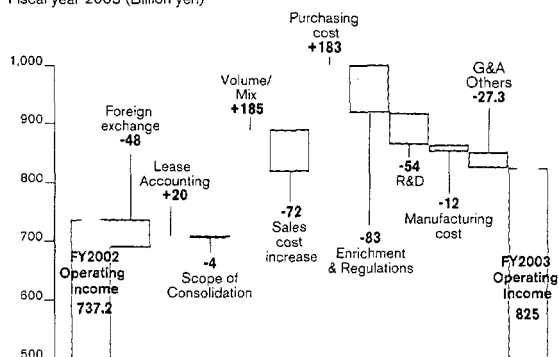 Fiscal year 2003 (Billion yen)
Purchasing
cost
+183
1,000
Volume/
Mix
+185
G&A
Others
-27.3
900
Foreign
exchange
-48
Lease
Accounting
+20
800
-54
R&D
-12
Manufacturing
cost
-72
Sales
cost
increase
700
-83
Enrichment
& Regulations
-4
Scope of
Consolidation
FY2002
Operating
Income
737.2
FY2003
Operating
Income
825
600
500